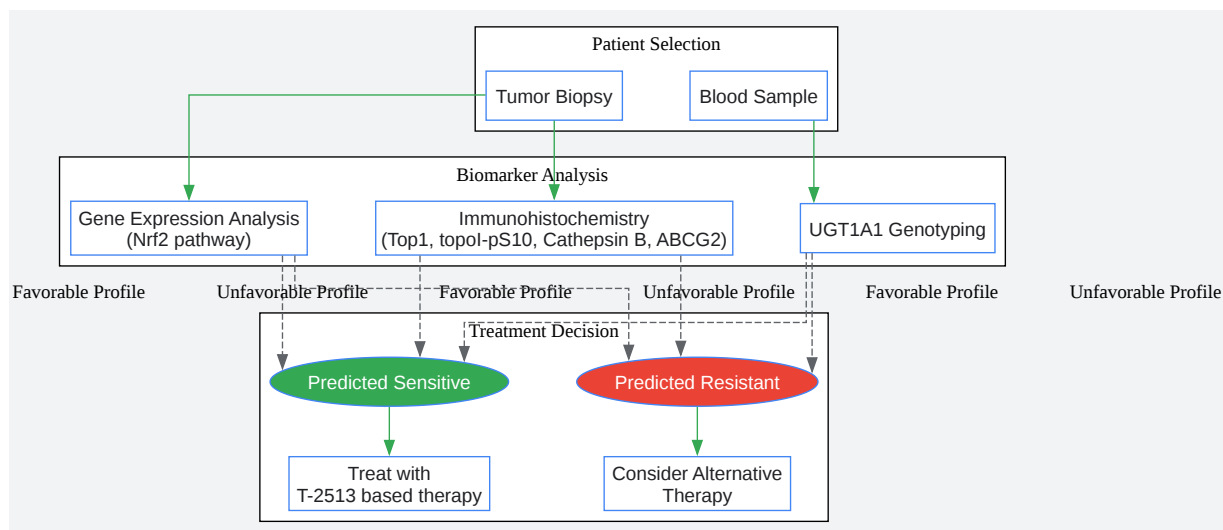 Patient Selection
Tumor Biopsy
Blood Sample
Biomarker Analysis
Gene Expression Analysis
(Nrf2 pathway)
Immunohistochemistry
(Top1, topoI-pS10, Cathepsin B, ABCG2)
UGT1A1 Genotyping
Favorable Profile
Unfavorable Profile
Favorable Profile
Unfavorable Profile
Favorable Profile
Unfavorable Profile
Treatment Decision
Predicted Sensitive
Predicted Resistant
Treat with
T-2513 based therapy
Consider Alternative
Therapy